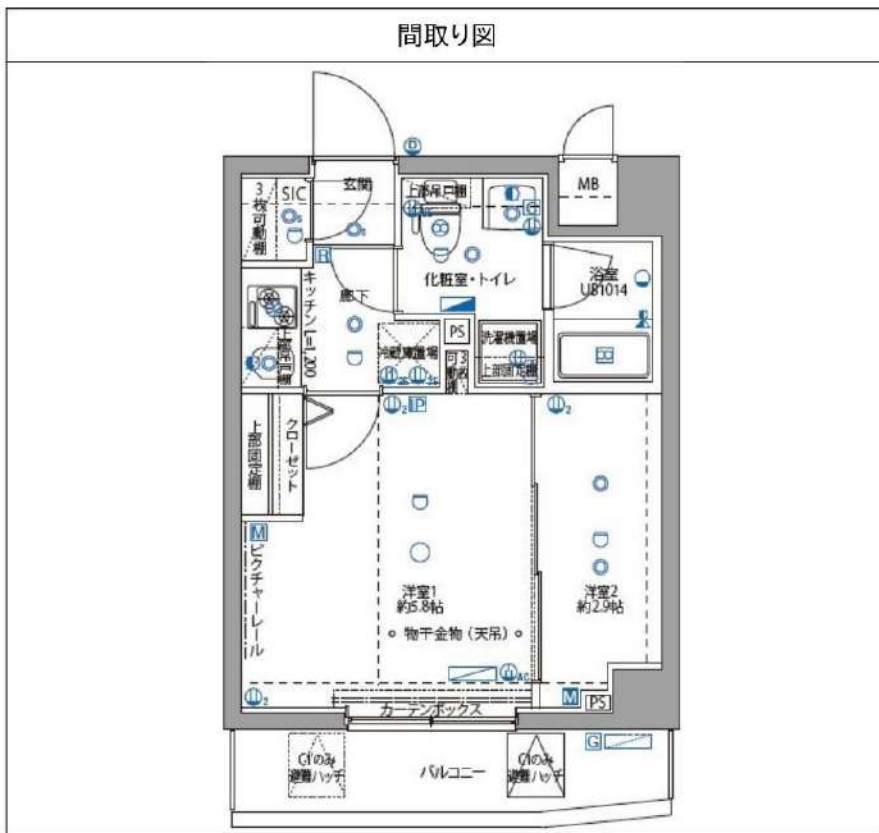 間取り図
D
玄関
SIC
3枚可動棚
上部吊戸棚
MB
C
R
キッチン L=1,200
廊下
化粧室・トイレ
浴室
UB1014
上部吊戸棚
冷蔵庫置場
PS
3枚可動棚
洗濯機置場
上部固定棚
2
P
2
上部固定棚
クローゼット
M
ピクチャーレール
洋室1
約5.8帖
洋室2
約2.9帖
物干金物（天吊）
AC
2
M
PS
カーテンボックス
G
C1'のみ
避難ハッチ
バルコニー
C1のみ
避難ハッチ